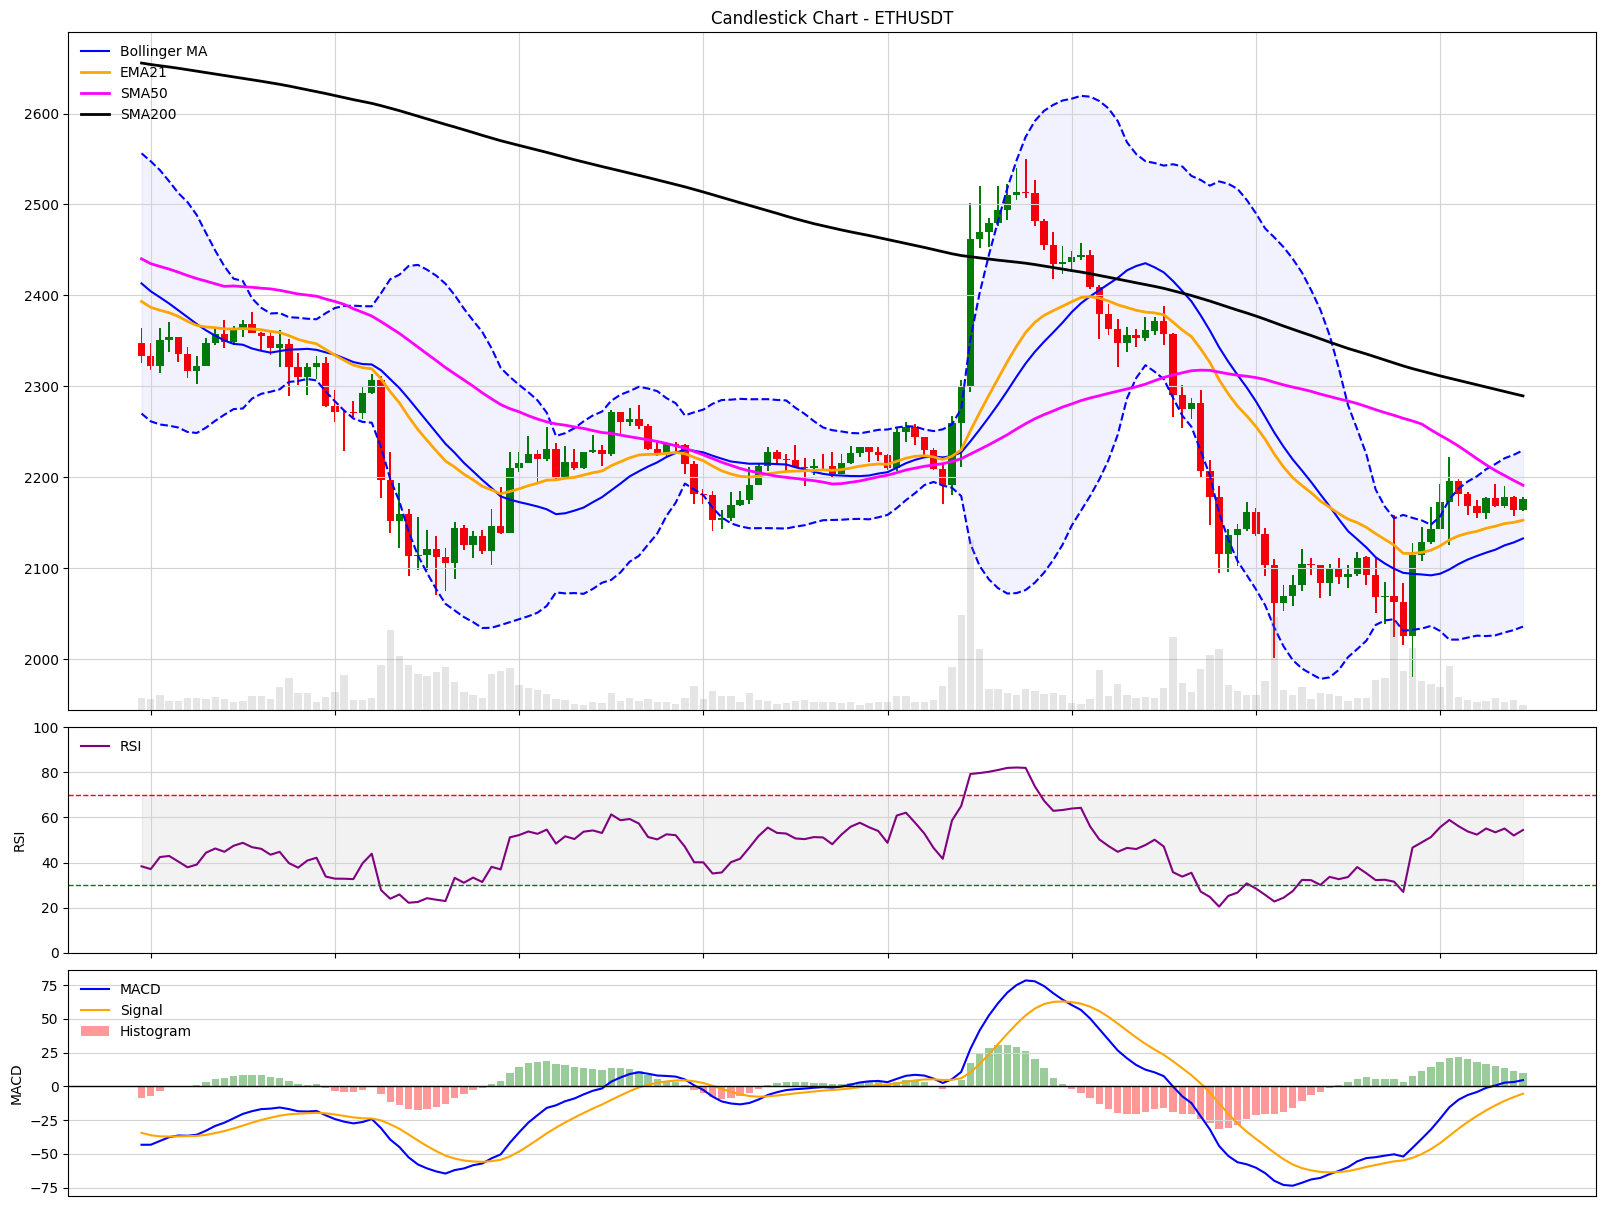 Candlestick Chart - ETHUSDT
Bollinger MA
EMA21
SMA50
SMA200
2600
2500
2400
2300
2200
2100
2000
RSI
100
80
60
40
20
0
RSI
MACD
Signal
Histogram
75
50
25
0
−25
−50
−75
MACD